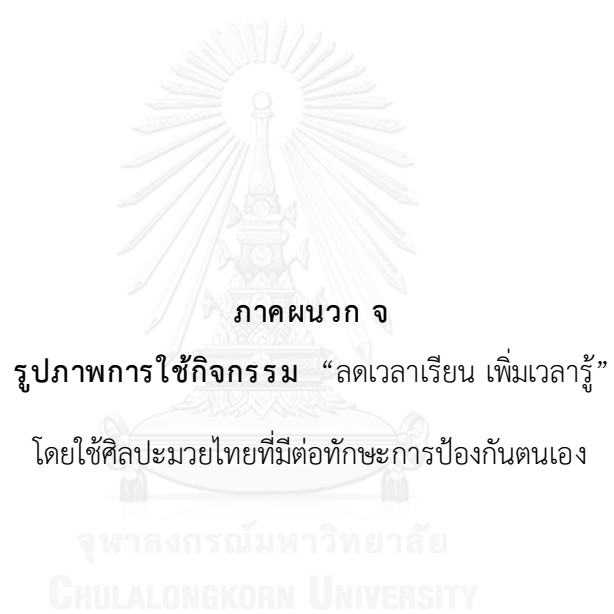 ภาคผนวก จ
รูปภาพการใช้กิจกรรม “ลดเวลาเรียน เพิ่มเวลารู้”
โดยใช้ศิลปะมวยไทยที่มีต่อทักษะการป้องกันตนเอง
จุฬาลงกรณ์มหาวิทยาลัย
CHULALONGKORN UNIVERSITY